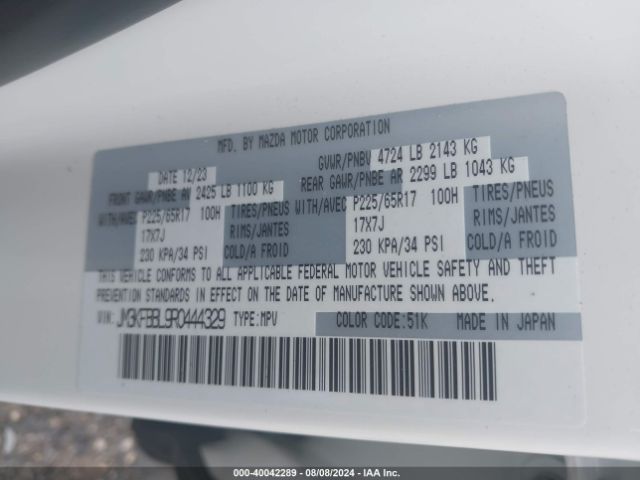 MFD. BY MAZDA MOTOR CORPORATION
DATE 12/23 GVWR/PNBV 4724 LB 2143 KG
FRONT GAWR/PNBE AV 2425 LB 1100 KG REAR GAWR/PNBE AR 2299 LB 1043 KG
WITH/AVEC P225/65R17 100H TIRES/PNEUS WITH/AVEC P225/65R17 100H TIRES/PNEUS
17X7J RIMS/JANTES 17X7J RIMS/JANTES
230 KPA/34 PSI COLD/A FROID 230 KPA/34 PSI COLD/A FROID
THIS VEHICLE CONFORMS TO ALL APPLICABLE FEDERAL MOTOR VEHICLE SAFETY AND THEFT
PREVENTION STANDARDS IN EFFECT ON THE DATE OF MANUFACTURE SHOWN ABOVE.
VIN: JM3KFBBL9R0444329 TYPE:MPV COLOR CODE:51K MADE IN JAPAN
000-40042289 - 08/08/2024 - IAA Inc.